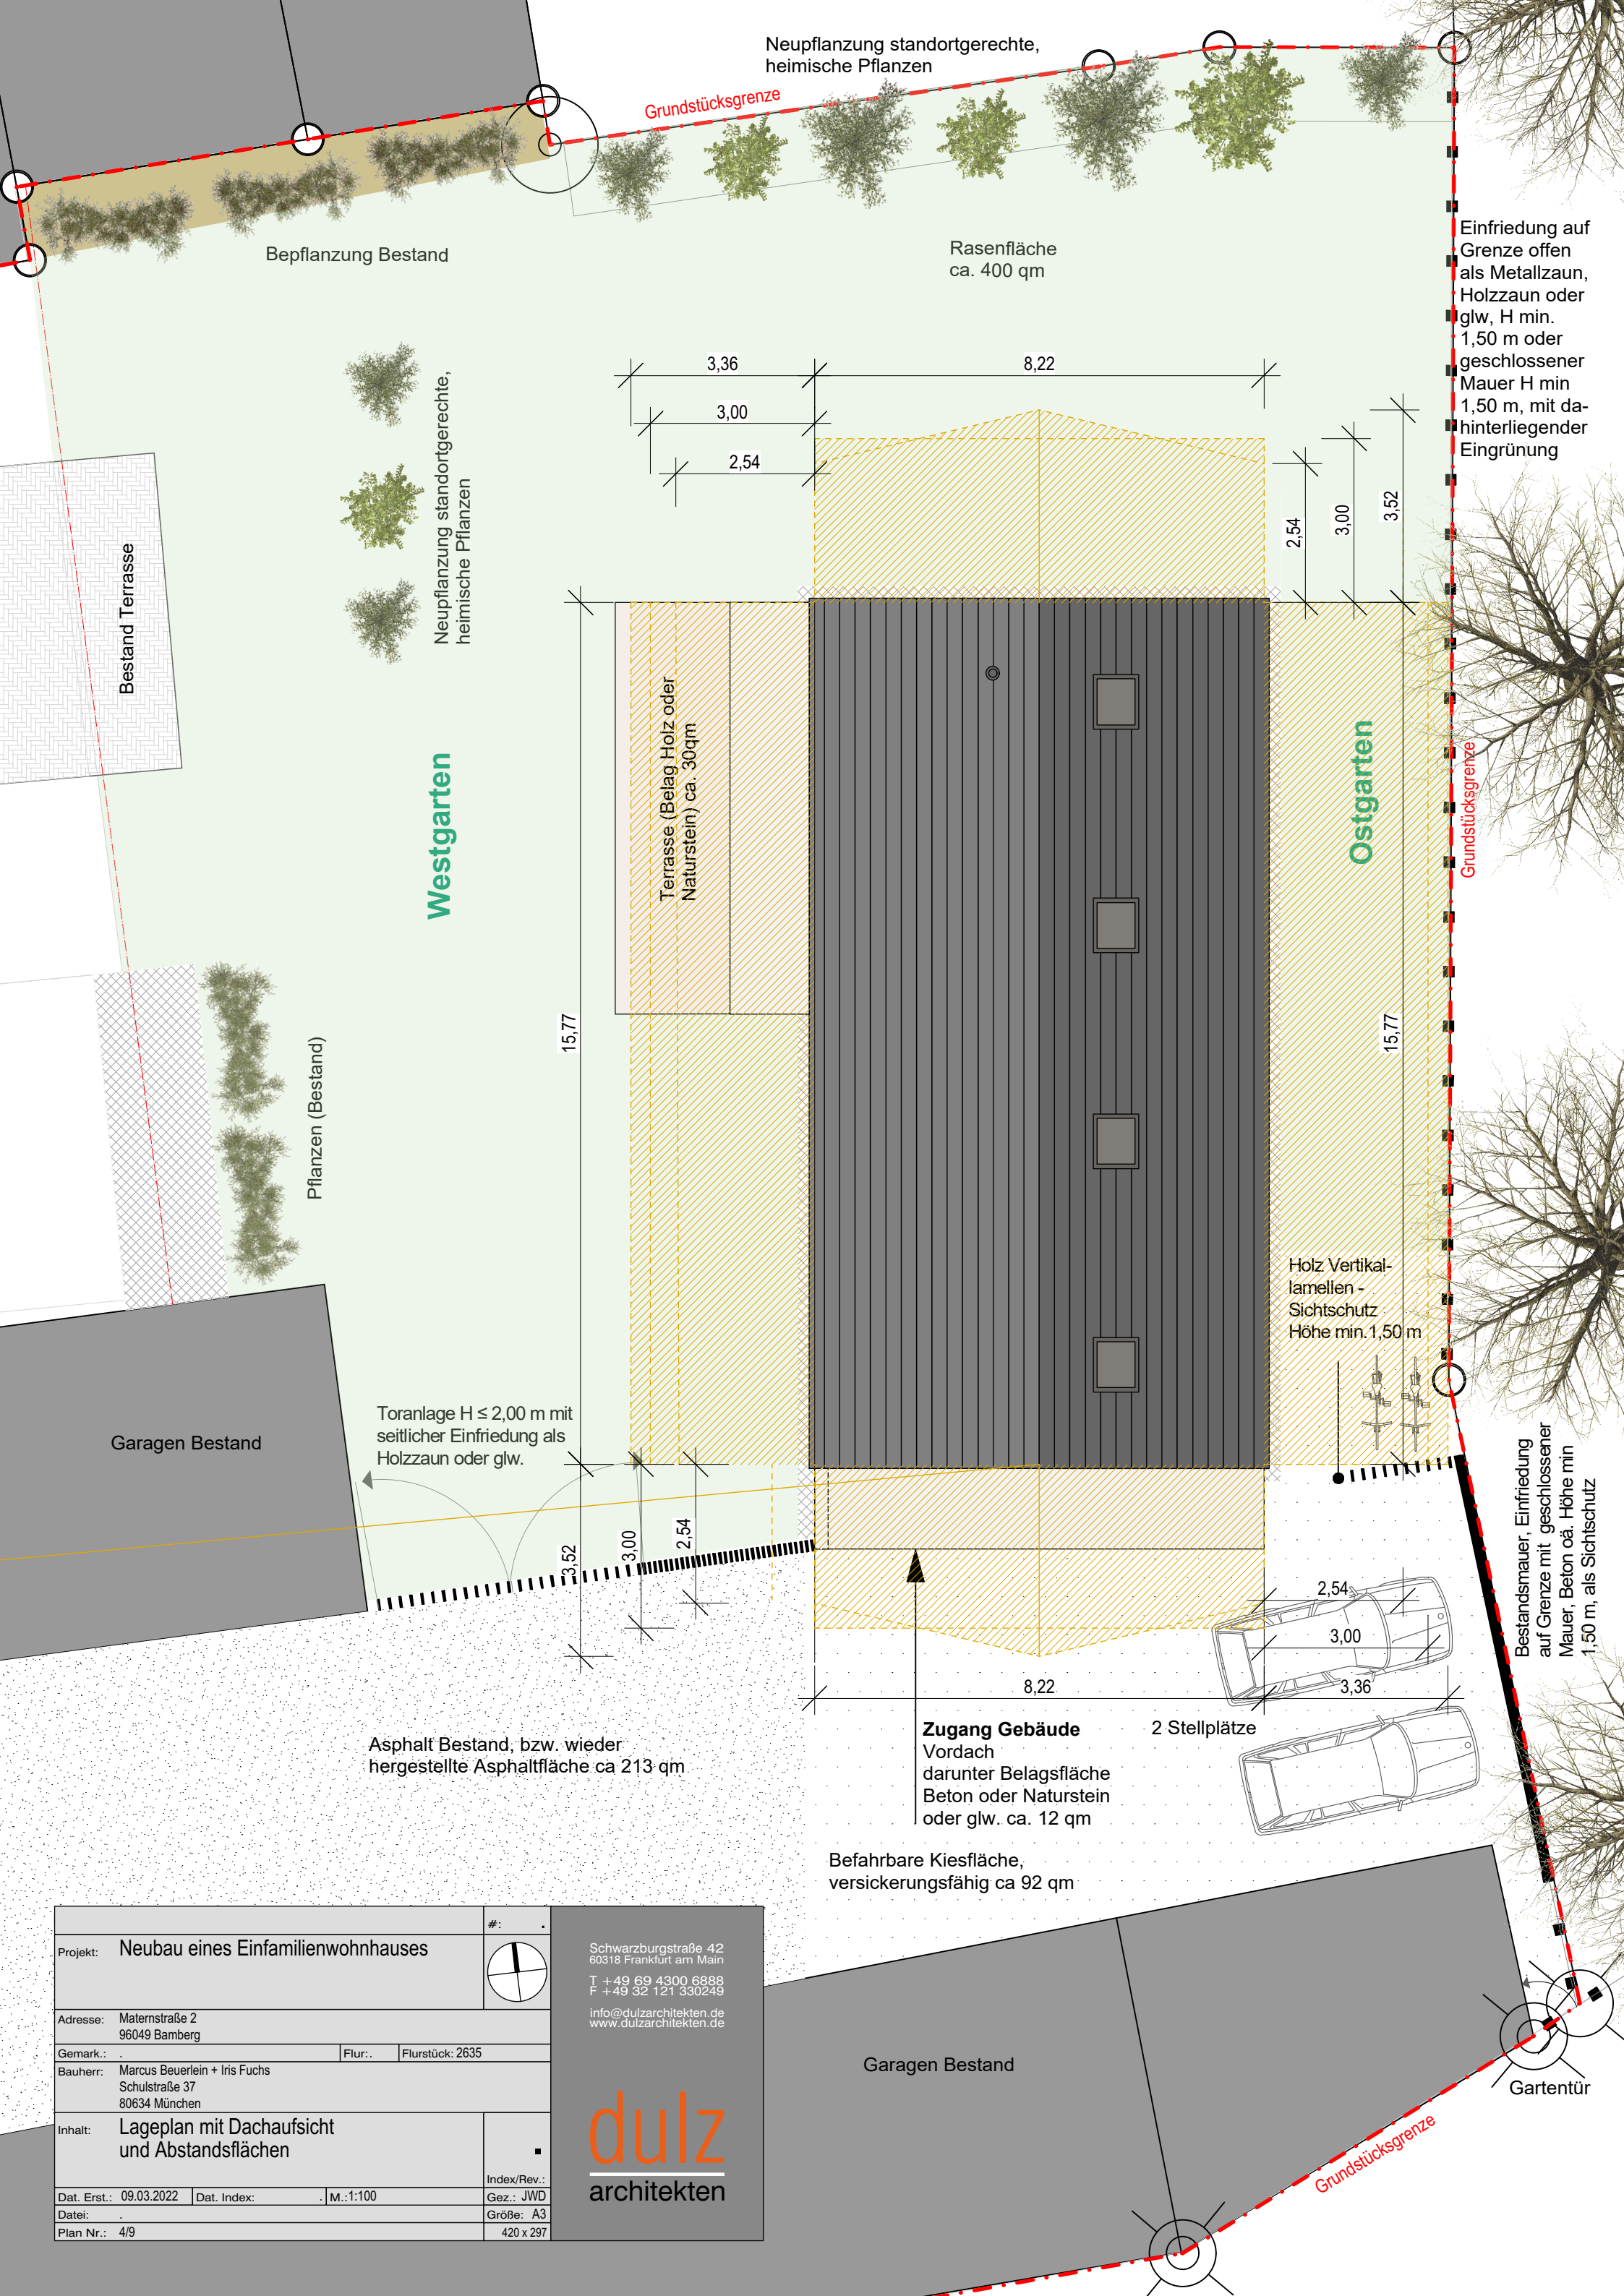 Neupflanzung standortgerechte,
heimische Pflanzen
Grundstücksgrenze
Bepflanzung Bestand
Rasenfläche
ca. 400 qm
Einfriedung auf
Grenze offen
als Metallzaun,
Holzzaun oder
glw, H min.
1,50 m oder
geschlossener
Mauer H min
1,50 m, mit da-
hinterliegender
Eingrünung
3,36
8,22
3,00
2,54
2,54
3,00
3,52
Neupflanzung standortgerechte,
heimische Pflanzen
Bestand Terrasse
Terrasse (Belag Holz oder
Naturstein) ca. 30qm
Westgarten
Ostgarten
Grundstücksgrenze
15,77
15,77
Pflanzen (Bestand)
Holz Vertikal-
lamellen -
Sichtschutz
Höhe min.1,50 m
Garagen Bestand
Toranlage H ≤ 2,00 m mit
seitlicher Einfriedung als
Holzzaun oder glw.
3,52
3,00
2,54
Bestandsmauer, Einfriedung
auf Grenze mit geschlossener
Mauer, Beton oä. Höhe min
1,50 m, als Sichtschutz
2,54
3,00
8,22
3,36
Zugang Gebäude
Vordach
darunter Belagsfläche
Beton oder Naturstein
oder glw. ca. 12 qm
2 Stellplätze
Asphalt Bestand, bzw. wieder
hergestellte Asphaltfläche ca 213 qm
Befahrbare Kiesfläche,
versickerungsfähig ca 92 qm
Garagen Bestand
Gartentür
Grundstücksgrenze
#: .
Projekt: Neubau eines Einfamilienwohnhauses
Adresse: Maternstraße 2
96049 Bamberg
Gemark.: . Flur:. Flurstück: 2635
Bauherr: Marcus Beuerlein + Iris Fuchs
Schulstraße 37
80634 München
Inhalt: Lageplan mit Dachaufsicht
und Abstandsflächen
Index/Rev.:
Dat. Erst.: 09.03.2022 Dat. Index: . M.:1:100 Gez.: JWD
Datei: . Größe: A3
Plan Nr.: 4/9 420 x 297
Schwarzburgstraße 42
60318 Frankfurt am Main
T +49 69 4300 6888
F +49 32 121 330249
info@dulzarchitekten.de
www.dulzarchitekten.de
dulz
architekten